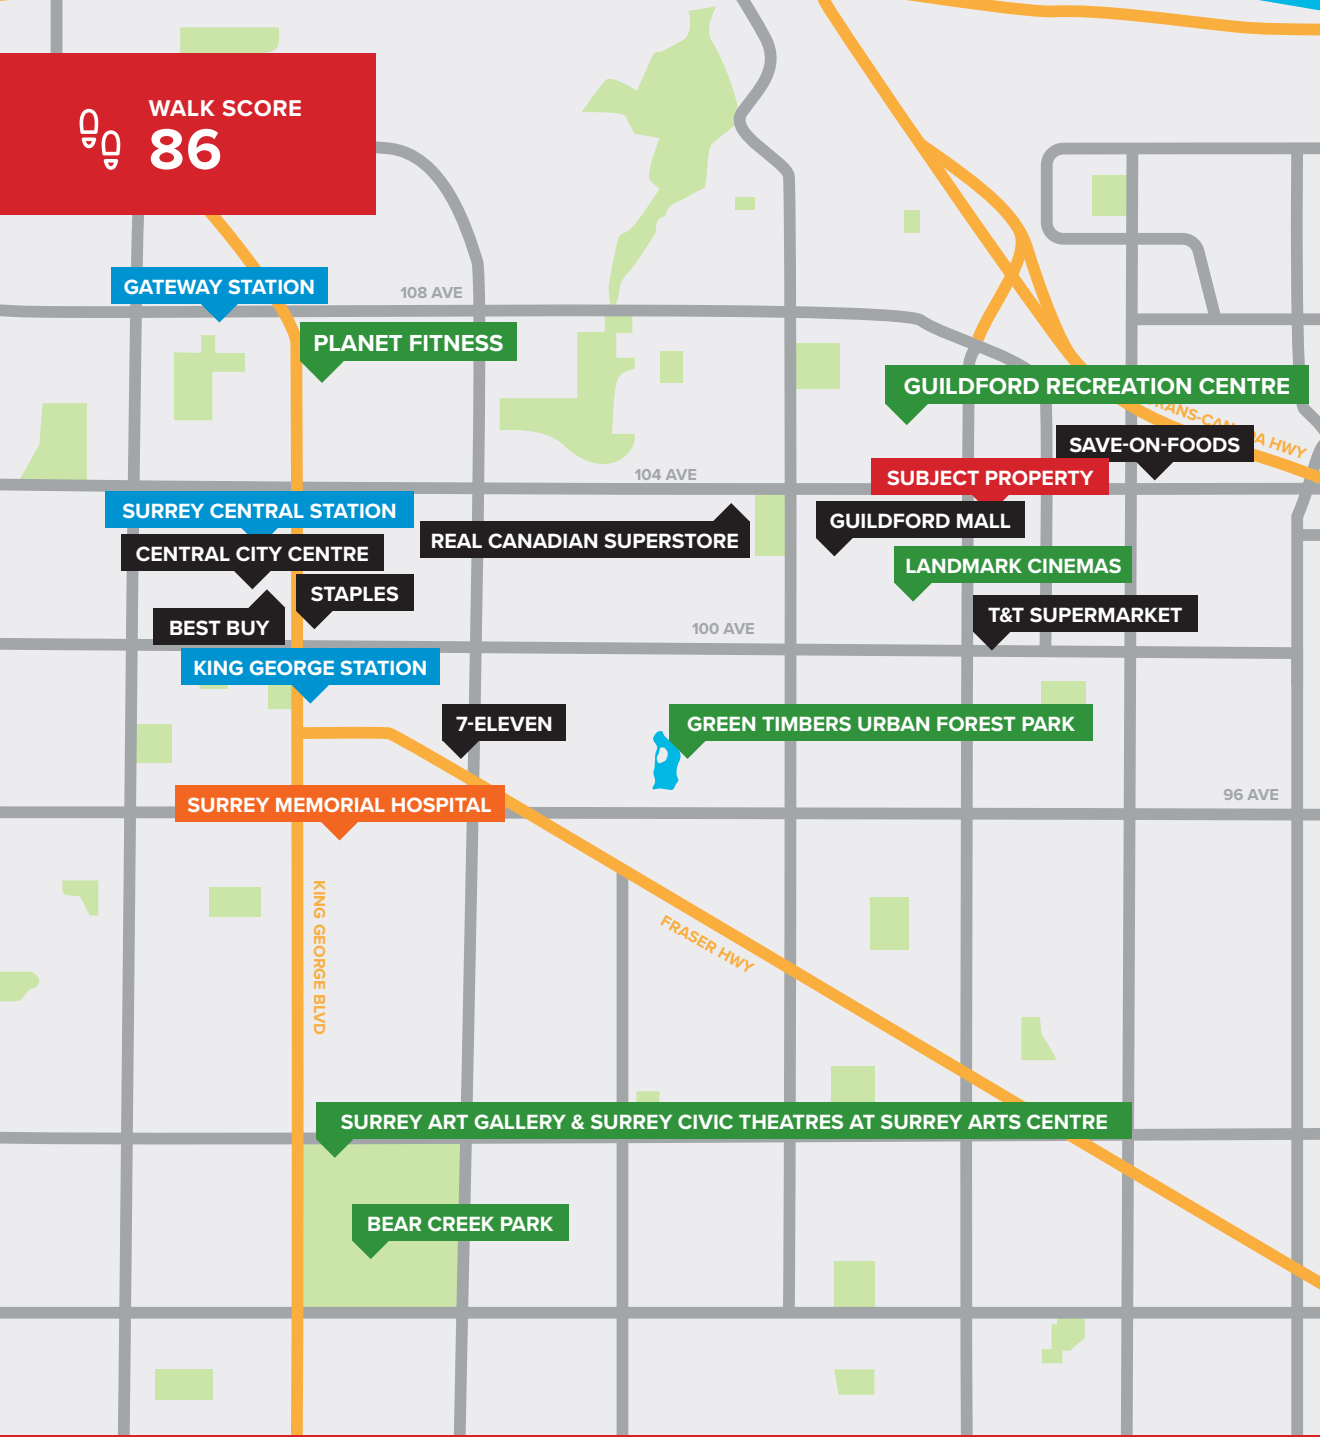 WALK SCORE
86
GATEWAY STATION
108 AVE
PLANET FITNESS
GUILDFORD RECREATION CENTRE
HWY
SAVE-ON-FOODS
104 AVE
SUBJECT PROPERTY
SURREY CENTRAL STATION
GUILDFORD MALL
REAL CANADIAN SUPERSTORE
CENTRAL CITY CENTRE
LANDMARK CINEMAS
STAPLES
T&T SUPERMARKET
BEST BUY
100 AVE
KING GEORGE STATION
7-ELEVEN
GREEN TIMBERS URBAN FOREST PARK
96 AVE
SURREY MEMORIAL HOSPITAL
KING GEORGE BLVD
FRASER HWY
SURREY ART GALLERY & SURREY CIVIC THEATRES AT SURREY ARTS CENTRE
BEAR CREEK PARK